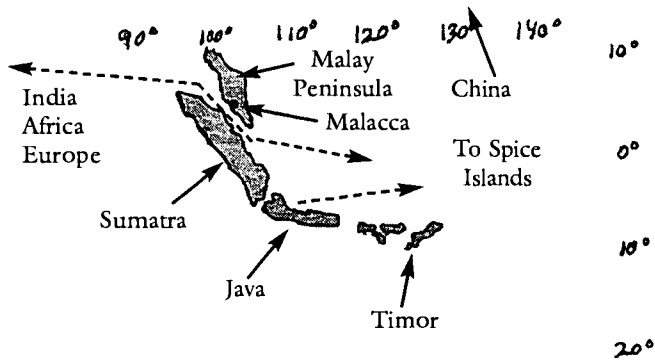 90° 100° 110° 120° 130° 140°
10°
Malay
Peninsula
China
India
Africa
Europe
Malacca
To Spice
Islands
0°
Sumatra
10°
Java
Timor
20°